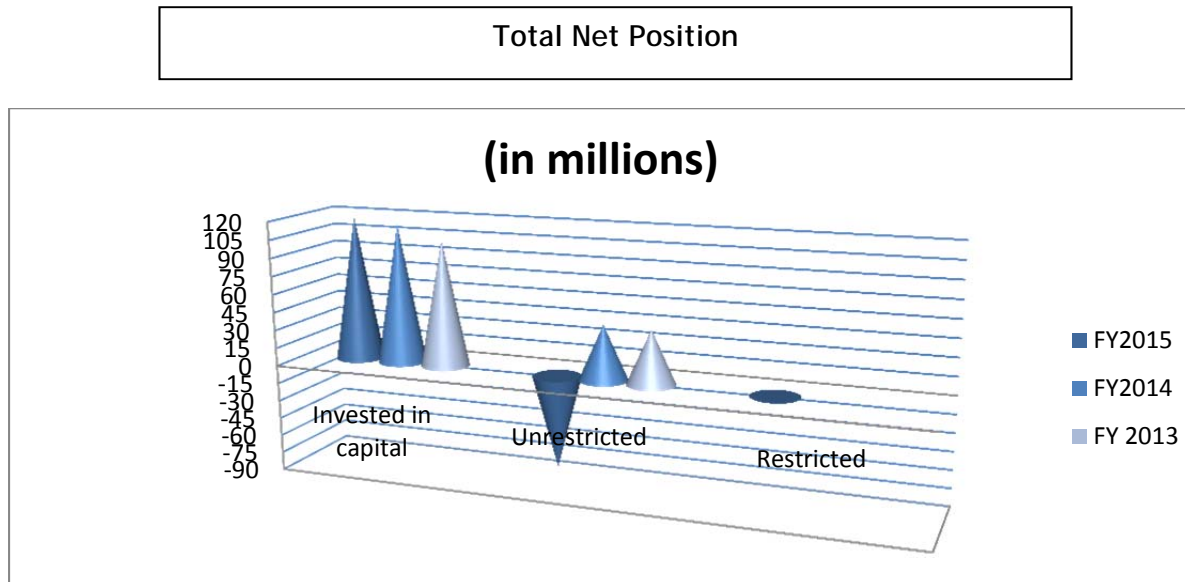 Total Net Position
(in millions)
120
105
90
75
60
45
30
15
0
-15
-30
-45
-60
-75
-90
Invested in
capital
Unrestricted
Restricted
FY2015
FY2014
FY 2013